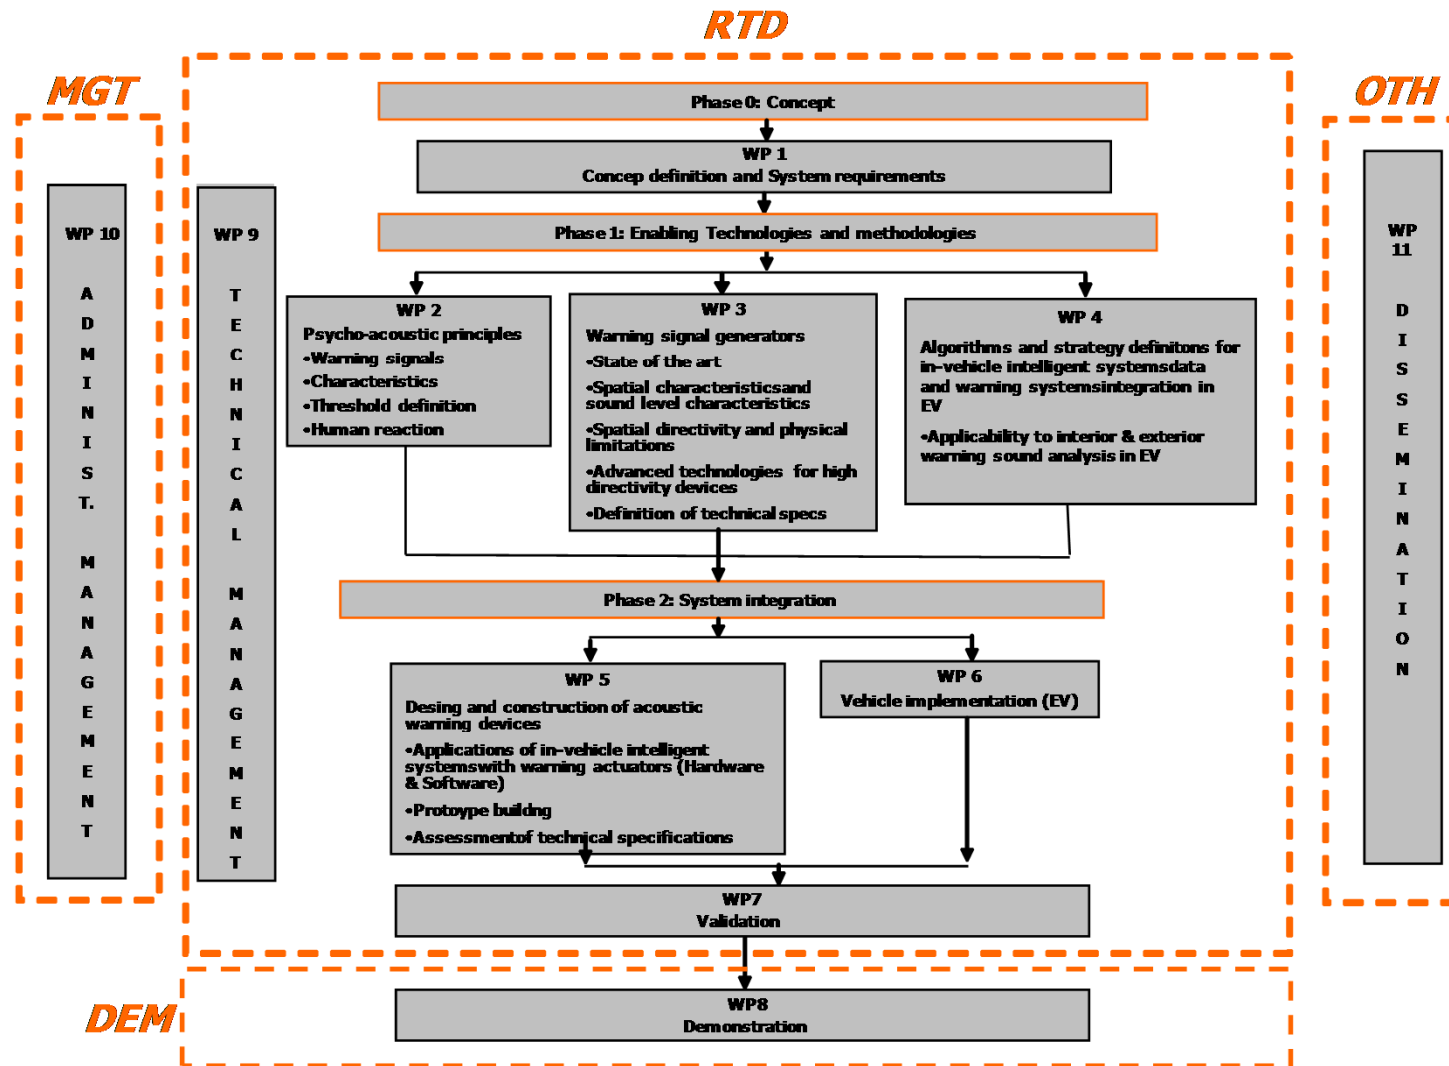 RTD
MGT
OTH
Phase 0: Concept
WP 1
Concep definition and System requirements
Phase 1: Enabling Technologies and methodologies
WP 10
A
D
M
I
N
I
S
T.
M
A
N
A
G
E
M
E
N
T
WP 9
T
E
C
H
N
I
C
A
L
M
A
N
A
G
E
M
E
N
T
WP 2
Psycho-acoustic principles
•Warning signals
•Characteristics
•Threshold definition
•Human reaction
WP 3
Warning signal generators
•State of the art
•Spatial characteristicsand
sound level characteristics
•Spatial directivity and physical
limitations
•Advanced technologies for high
directivity devices
•Definition of technical specs
WP 4
Algorithms and strategy definitons for
in-vehicle intelligent systemsdata
and warning systemsintegration in
EV
•Applicability to interior & exterior
warning sound analysis in EV
WP
11
D
I
S
S
E
M
I
N
A
T
I
O
N
Phase 2: System integration
WP 5
Desing and construction of acoustic
warning devices
•Applications of in-vehicle intelligent
systemswith warning actuators (Hardware
& Software)
•Protoype buildng
•Assessmentof technical specifications
WP 6
Vehicle implementation (EV)
WP7
Validation
DEM
WP8
Demonstration